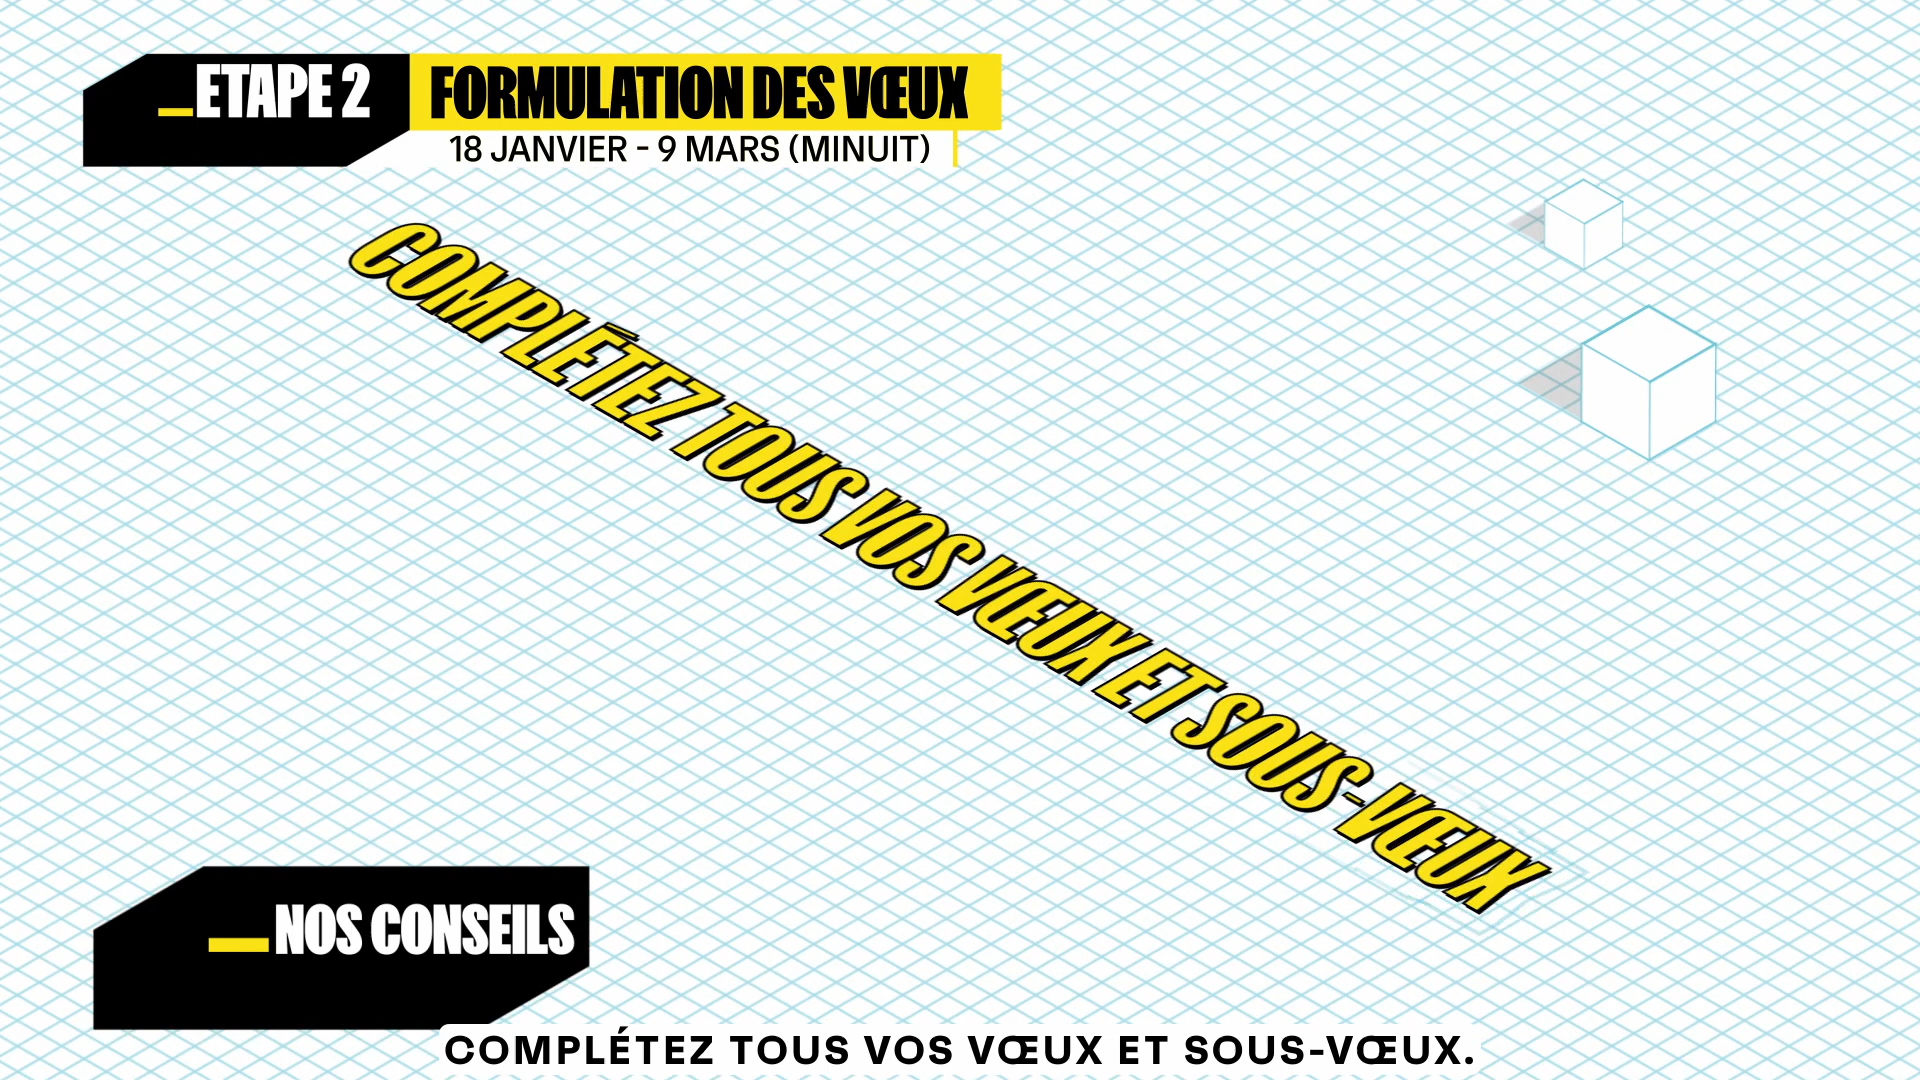 _ETAPE 2
FORMULATION DES VŒUX
18 JANVIER - 9 MARS (MINUIT)
COMPLÉTEZ TOUS VOS VŒUX ET SOUS-VŒUX
_NOS CONSEILS
COMPLÉTEZ TOUS VOS VŒUX ET SOUS-VŒUX.